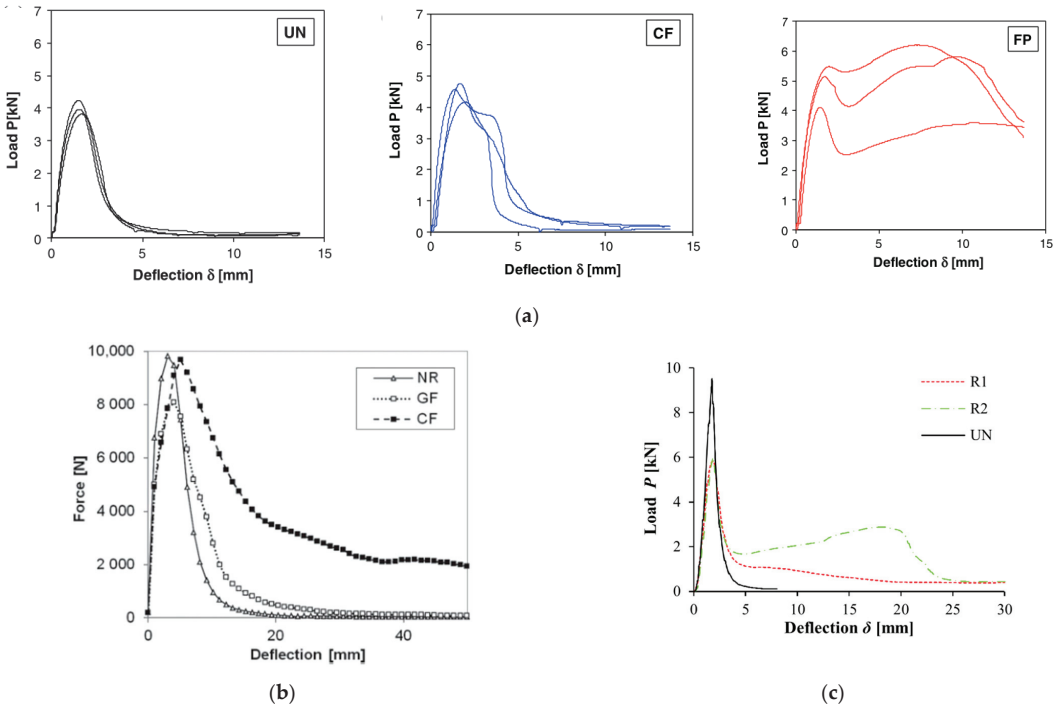 UN
7
6
5
4
3
2
1
0
Load P[kN]
0 5 10 15
Deflection δ [mm]
CF
7
6
5
4
3
2
1
0
Load P [kN]
0 5 10 15
Deflection δ [mm]
FP
7
6
5
4
3
2
1
0
Load P[kN]
0 5 10 15
Deflection δ [mm]
(a)
10,000
8 000
6 000
4 000
2 000
0
Force [N]
NR
GF
CF
0 20 40
Deflection [mm]
(b)
10
8
6
4
2
0
Load P [kN]
R1
R2
UN
0 5 10 15 20 25 30
Deflection δ [mm]
(c)